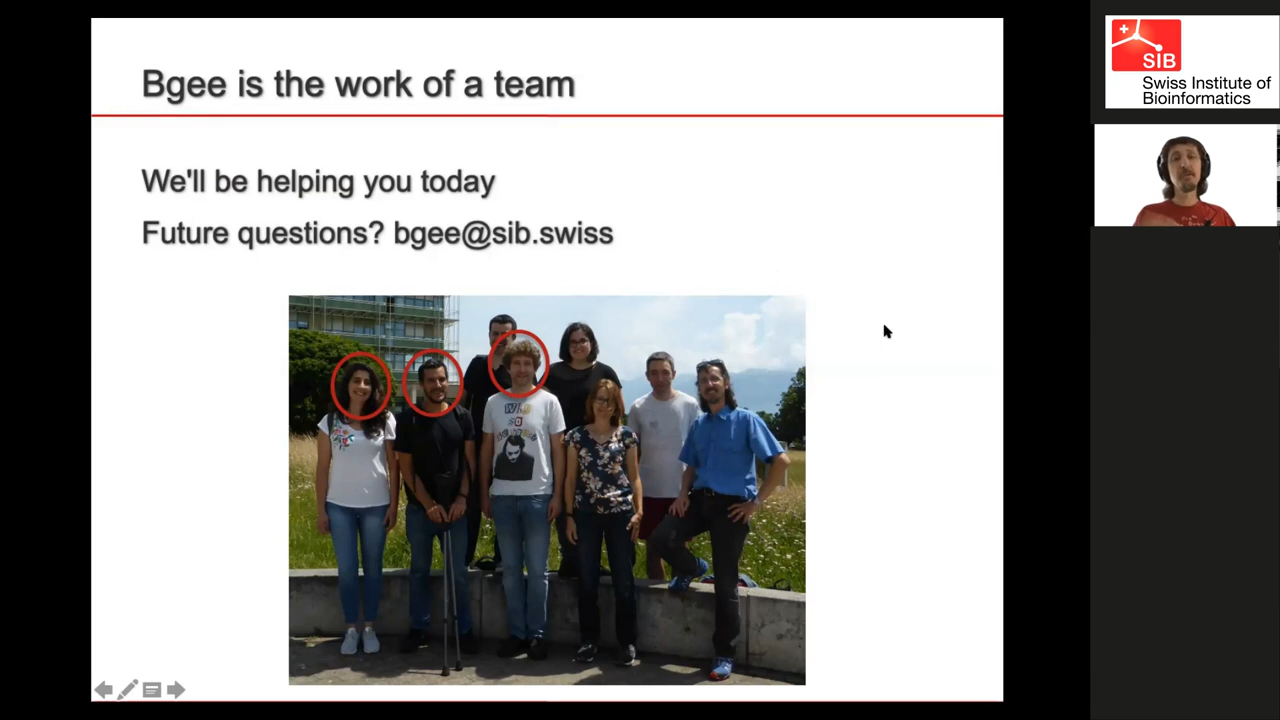 Bgee is the work of a team
We'll be helping you today
Future questions? bgee@sib.swiss
SIB
Swiss Institute of
Bioinformatics